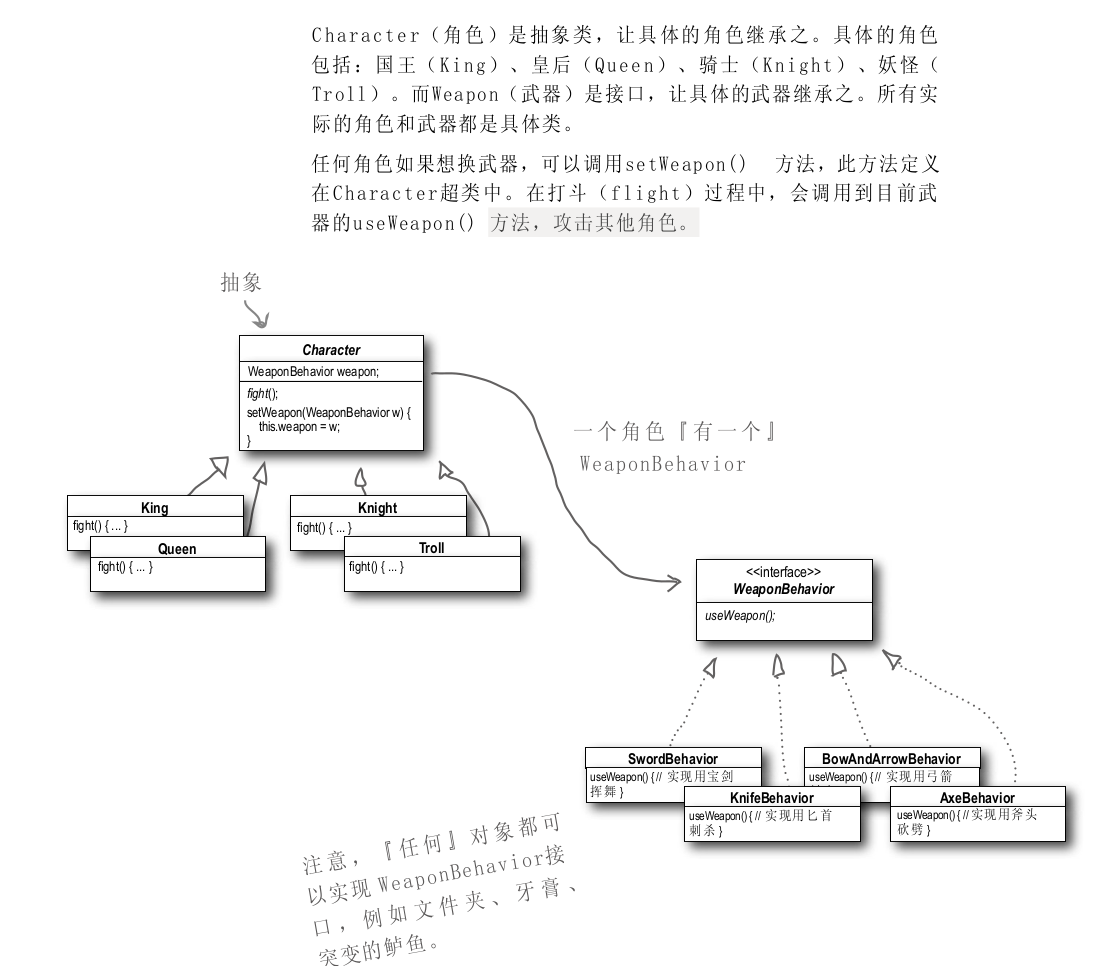 Character（角色）是抽象类，让具体的角色继承之。具体的角色
包括：国王（King）、皇后（Queen）、骑士（Knight）、妖怪（
Troll）。而Weapon（武器）是接口，让具体的武器继承之。所有实
际的角色和武器都是具体类。
任何角色如果想换武器，可以调用setWeapon() 方法，此方法定义
在Character超类中。在打斗（flight）过程中，会调用到目前武
器的useWeapon() 方法，攻击其他角色。
抽象
Character
WeaponBehavior weapon;
fight();
setWeapon(WeaponBehavior w) {
this.weapon = w;
}
一个角色『有一个』
WeaponBehavior
King
fight() { ... }
Queen
fight() { ... }
Knight
fight() { ... }
Troll
fight() { ... }
<<interface>>
WeaponBehavior
useWeapon();
SwordBehavior
useWeapon() { // 实现用宝剑
挥舞 }
BowAndArrowBehavior
useWeapon() { // 实现用弓箭
KnifeBehavior
useWeapon() { // 实现用匕首
刺杀 }
AxeBehavior
useWeapon() { // 实现用斧头
砍劈 }
注意，『任何』对象都可
以实现 WeaponBehavior接
口，例如文件夹、牙膏、
突变的鲈鱼。